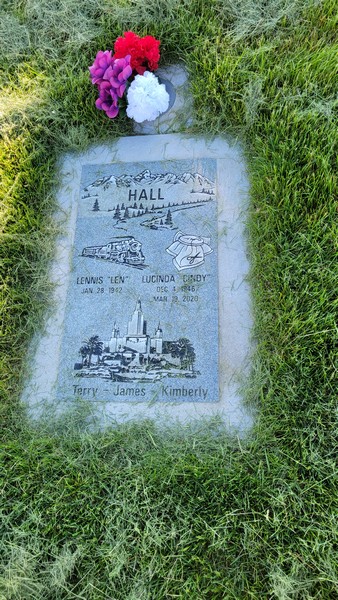 HALL
LENNIS "LEN" LUCINDA "CINDY"
JAN. 28, 1942 DEC. 4, 1946
MAR. 19, 2020
Terry - James - Kimberly